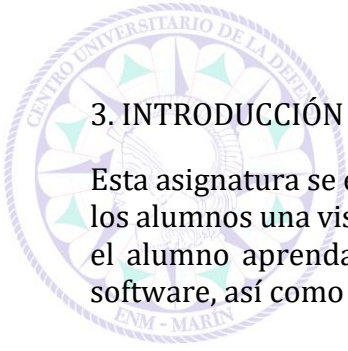 CENTRO UNIVERSITARIO DE LA DEFENSA
3. INTRODUCCIÓN
Esta asignatura se
los alumnos una
el alumno aprenda
software, así como
ENM - MARÍN